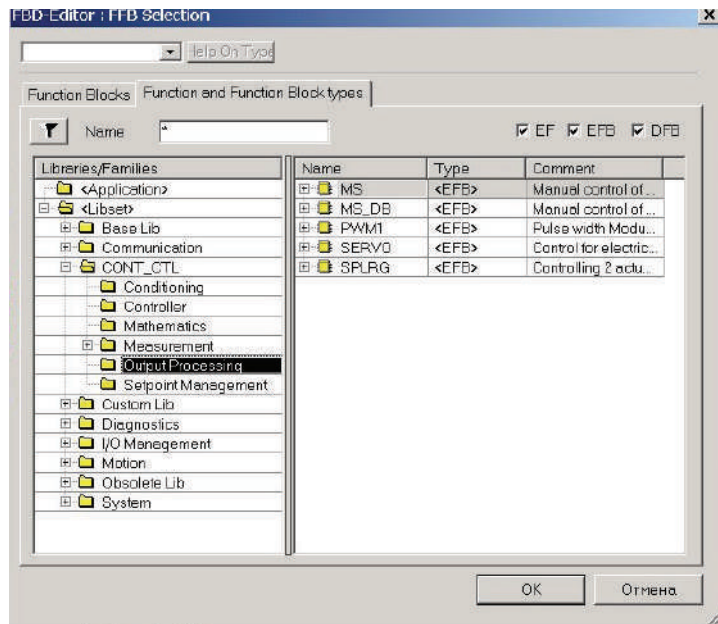 FBD-Editor : FFB Selection
Help On Type
Function Blocks Function and Function Block types
Name * EF EFB DFB
Libraries/Families
<Application>
<Libset>
Base Lib
Communication
CONT_CTL
Conditioning
Controller
Mathematics
Measurement
Output Processing
Setpoint Management
Custom Lib
Diagnostics
I/O Management
Motion
Obsolete Lib
System
Name Type Comment
MS <EFB> Manual control of ...
MS_DB <EFB> Manual control of ...
PWM1 <EFB> Pulse width Modu...
SERVO <EFB> Control for electric...
SPLRG <EFB> Controlling 2 actu...
OK Отмена